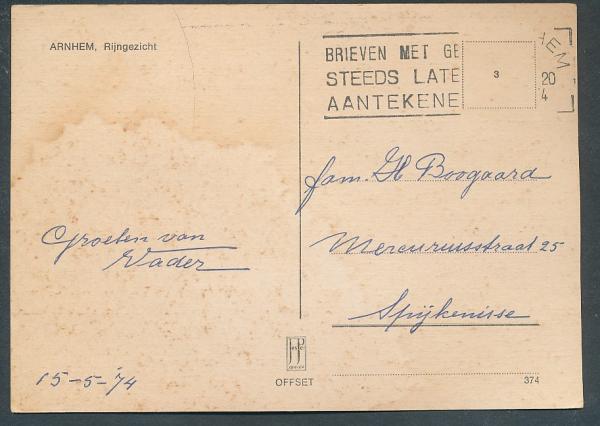 ARNHEM, Rijngezicht
BRIEVEN MET GE
STEEDS LATE
AANTEKENE
3
EM
20
4
fam. H Boogaard
Mercuriusstraat 25
Spijkenisse
Groeten van
Vader
15-5-'74
OFFSET
374